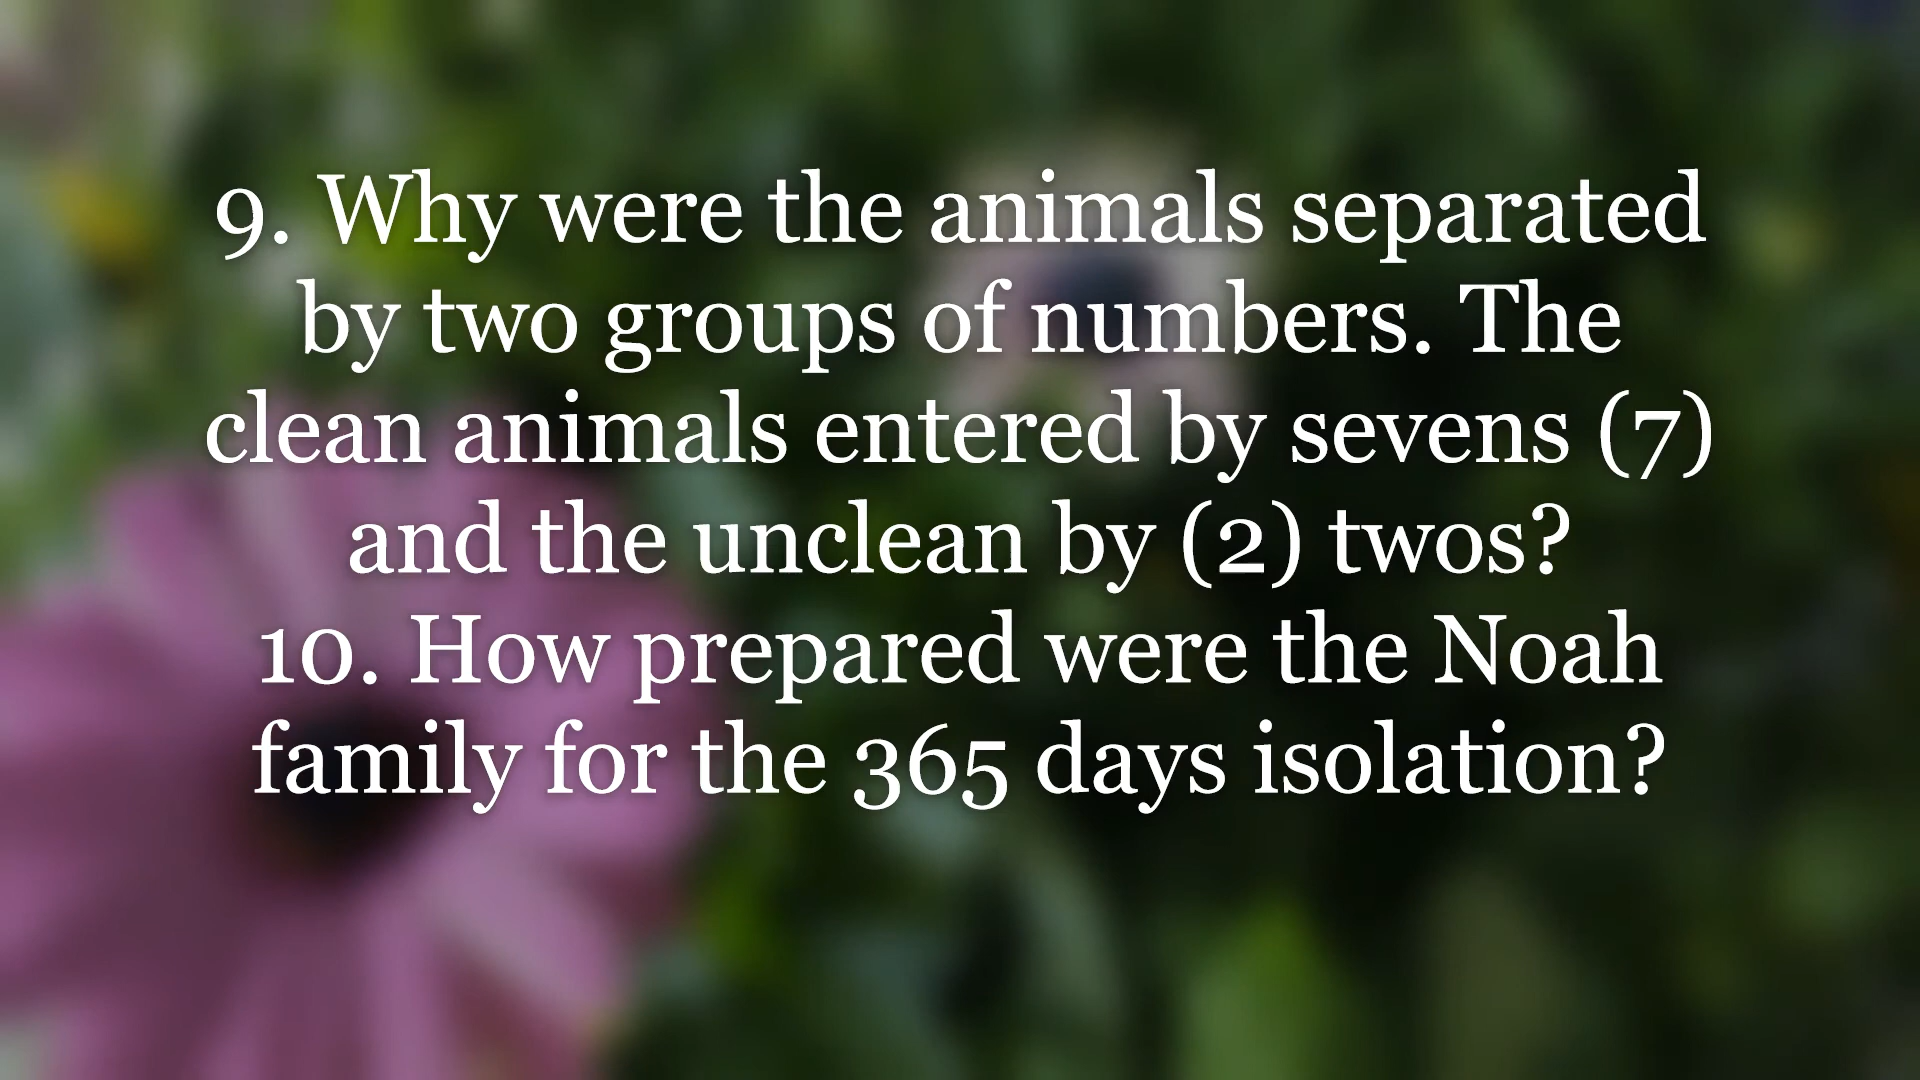 9. Why were the animals separated
by two groups of numbers. The
clean animals entered by sevens (7)
and the unclean by (2) twos?
10. How prepared were the Noah
family for the 365 days isolation?